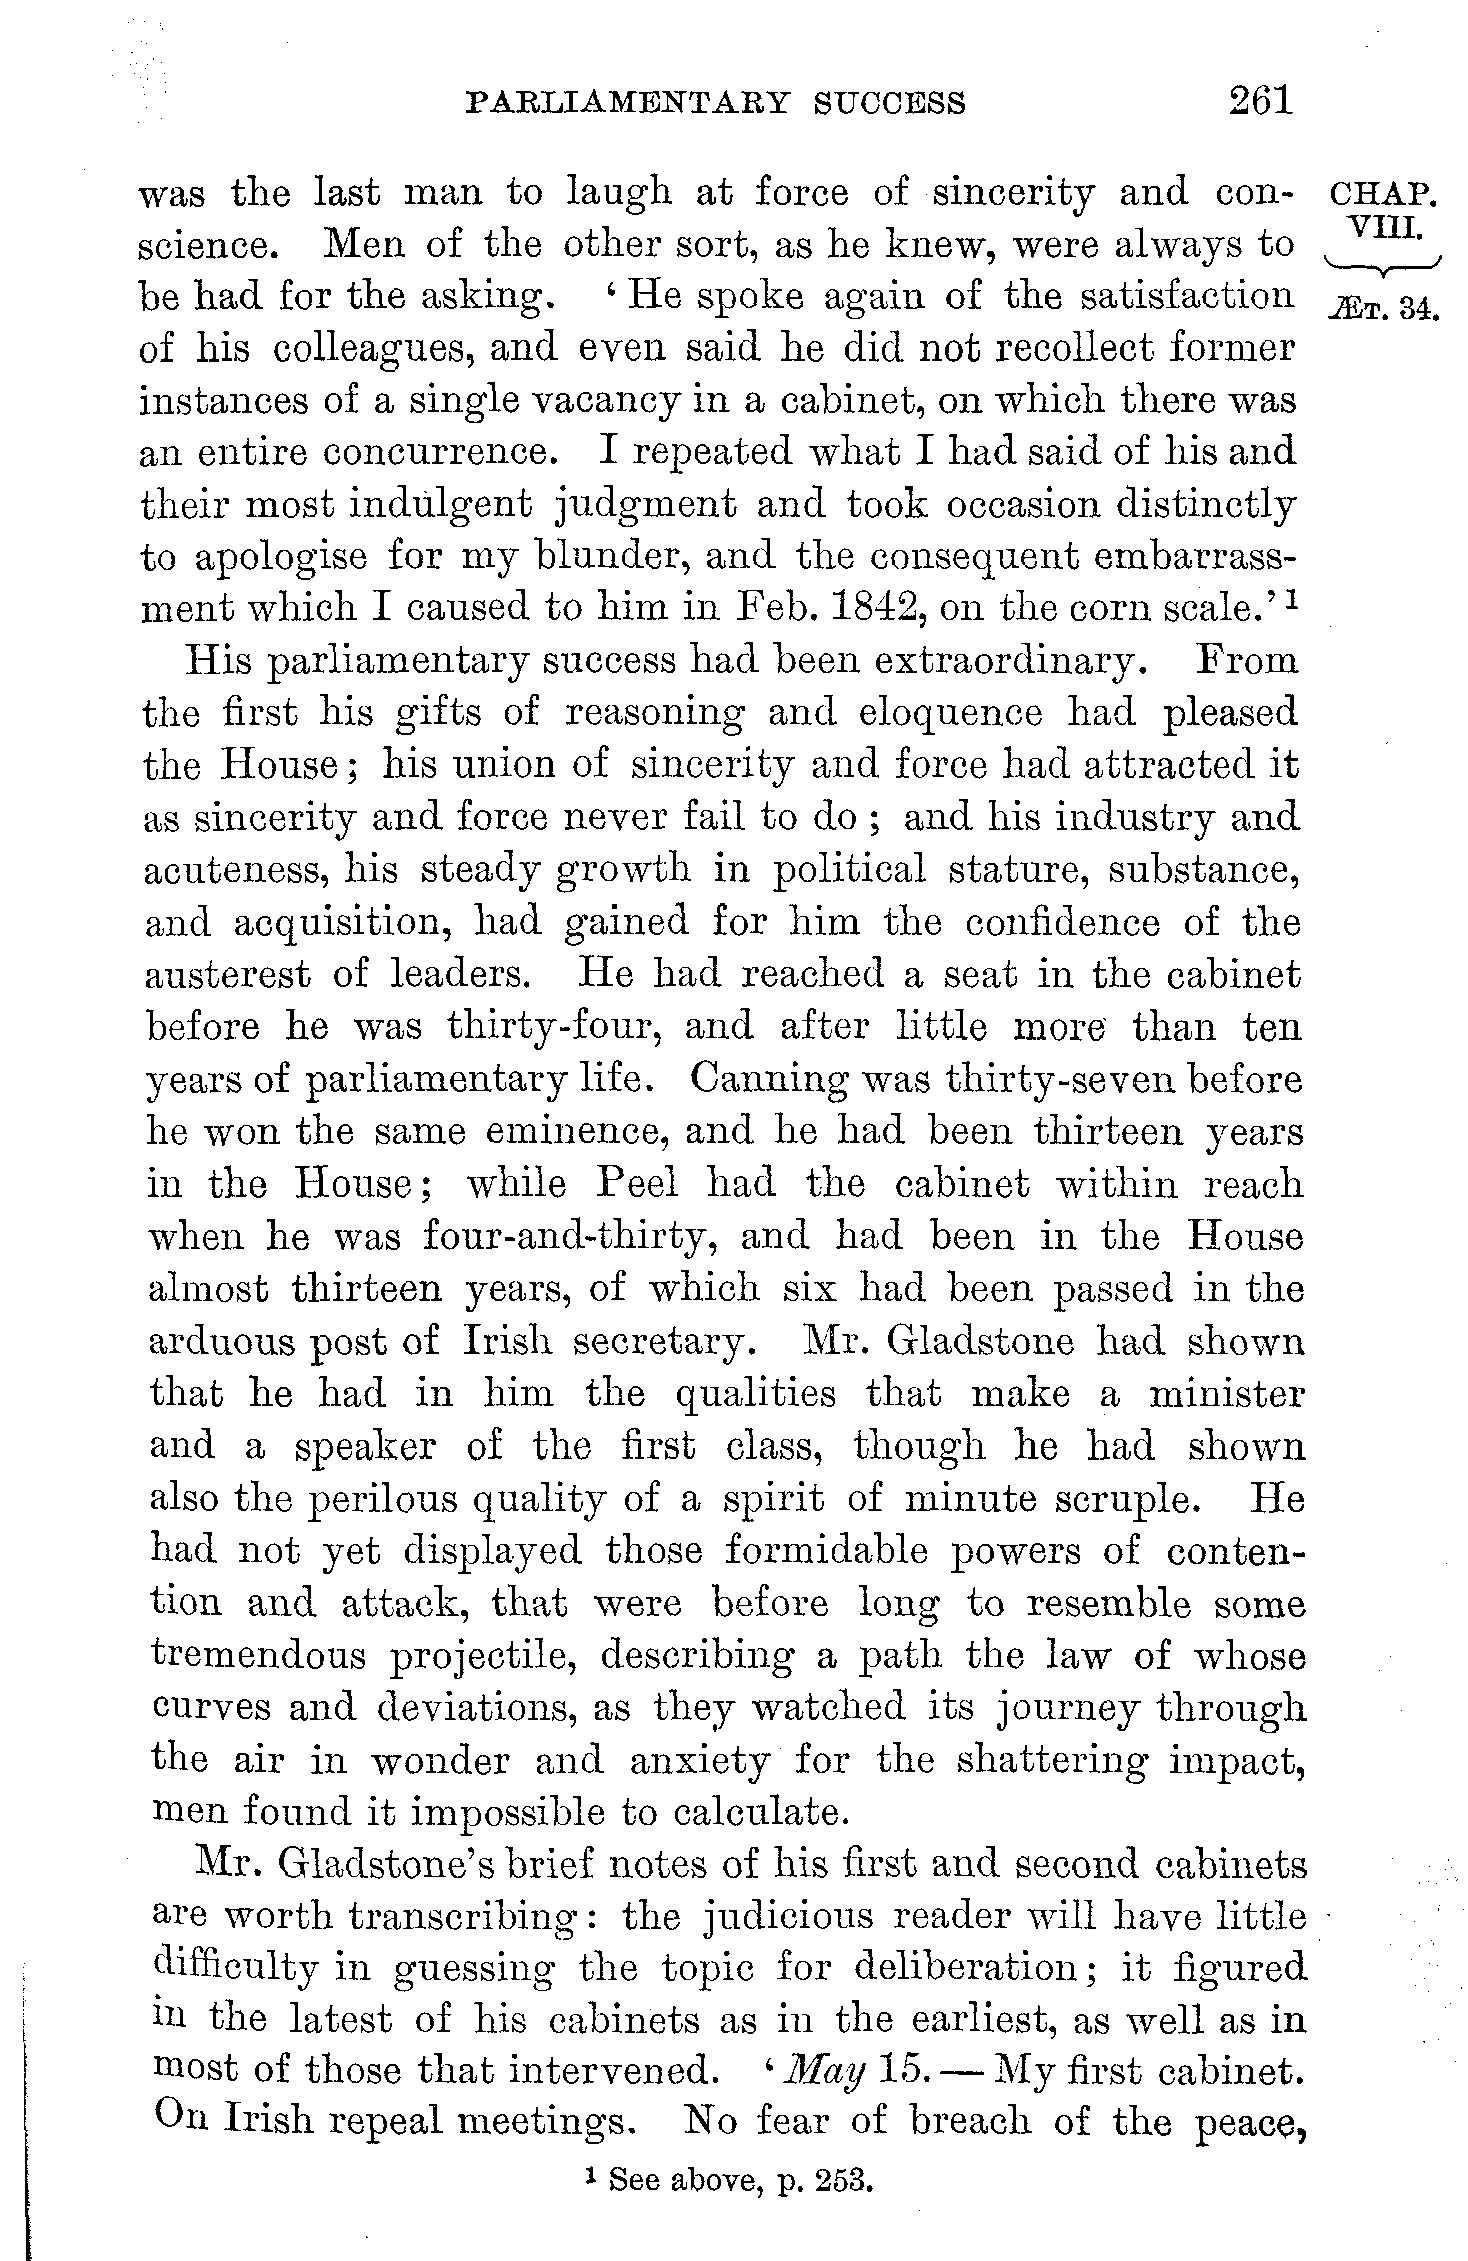 PARLIAMENTARY SUCCESS 261
was the last man to laugh at force of sincerity and con-
science. Men of the other sort, as he knew, were always to
be had for the asking. ‘He spoke again of the satisfaction
of his colleagues, and even said he did not recollect former
instances of a single vacancy in a cabinet, on which there was
an entire concurrence. I repeated what I had said of his and
their most indulgent judgment and took occasion distinctly
to apologise for my blunder, and the consequent embarrass-
ment which I caused to him in Feb. 1842, on the corn scale.’ 1
CHAP.
VIII.
ÆT. 34.
His parliamentary success had been extraordinary. From
the first his gifts of reasoning and eloquence had pleased
the House; his union of sincerity and force had attracted it
as sincerity and force never fail to do; and his industry and
acuteness, his steady growth in political stature, substance,
and acquisition, had gained for him the confidence of the
austerest of leaders. He had reached a seat in the cabinet
before he was thirty-four, and after little more than ten
years of parliamentary life. Canning was thirty-seven before
he won the same eminence, and he had been thirteen years
in the House; while Peel had the cabinet within reach
when he was four-and-thirty, and had been in the House
almost thirteen years, of which six had been passed in the
arduous post of Irish secretary. Mr. Gladstone had shown
that he had in him the qualities that make a minister
and a speaker of the first class, though he had shown
also the perilous quality of a spirit of minute scruple. He
had not yet displayed those formidable powers of conten-
tion and attack, that were before long to resemble some
tremendous projectile, describing a path the law of whose
curves and deviations, as they watched its journey through
the air in wonder and anxiety for the shattering impact,
men found it impossible to calculate.
Mr. Gladstone’s brief notes of his first and second cabinets
are worth transcribing: the judicious reader will have little
difficulty in guessing the topic for deliberation; it figured
in the latest of his cabinets as in the earliest, as well as in
most of those that intervened. ‘May 15.—My first cabinet.
On Irish repeal meetings. No fear of breach of the peace,
1 See above, p. 253.